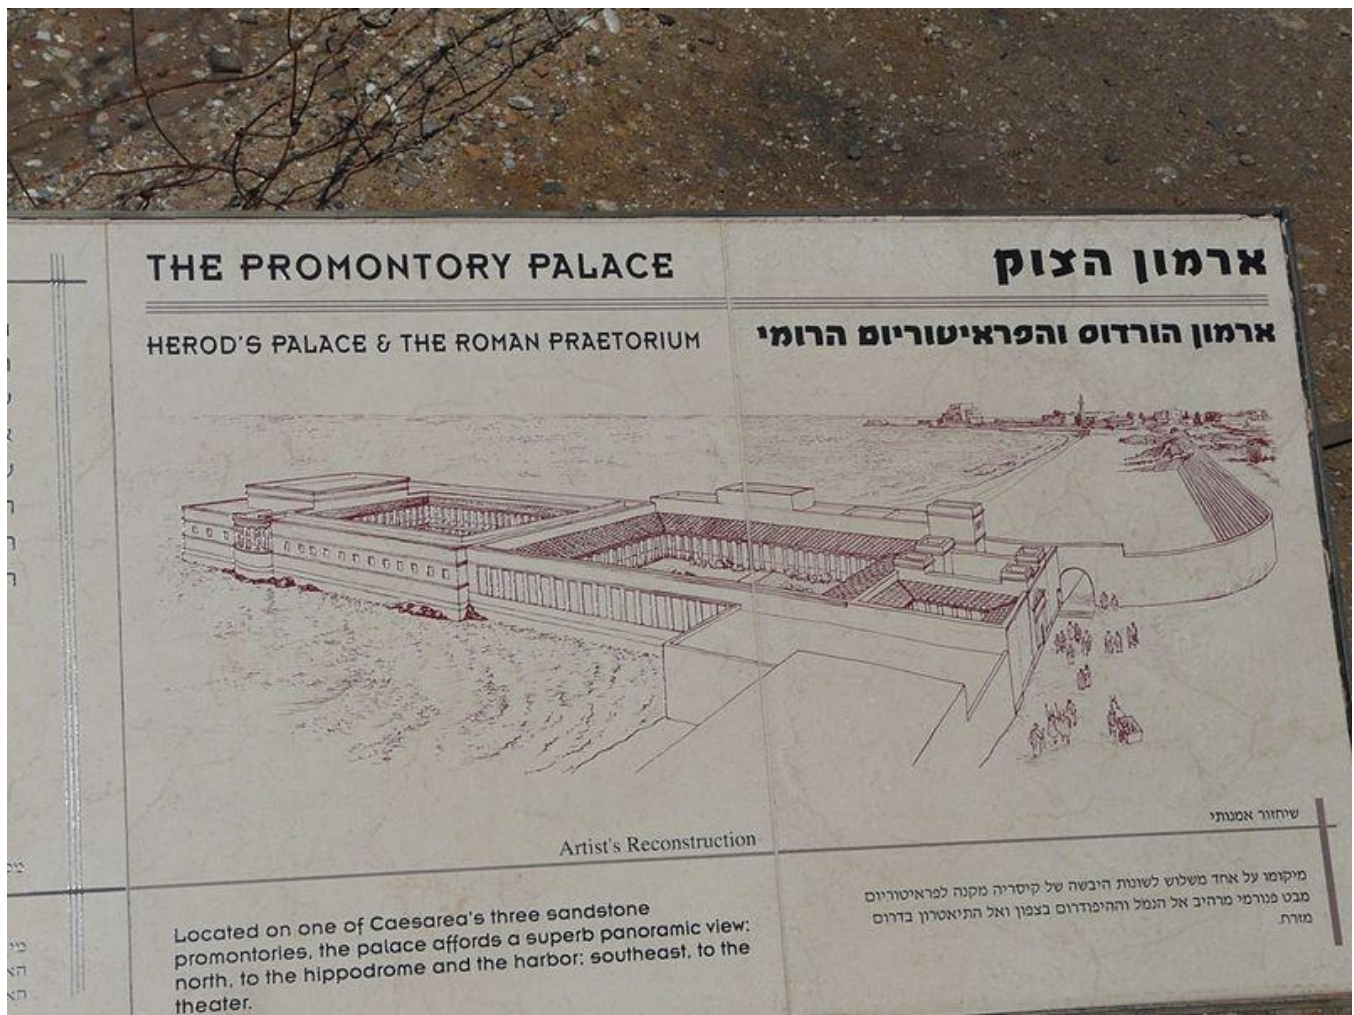 THE PROMONTORY PALACE
ארמון הצוק
HEROD'S PALACE & THE ROMAN PRAETORIUM
ארמון הורדוס והפראיטוריום הרומי
Artist's Reconstruction
שיחזור אמנותי
Located on one of Caesarea's three sandstone
promontories, the palace affords a superb panoramic view:
north, to the hippodrome and the harbor; southeast, to the
theater.
מיקומו על אחד משלוש לשונות היבשה של קיסריה מקנה לפראיטוריום
מבט פנורמי מרהיב אל הנמל וההיפודרום בצפון ואל התיאטרון בדרום
מזרח.